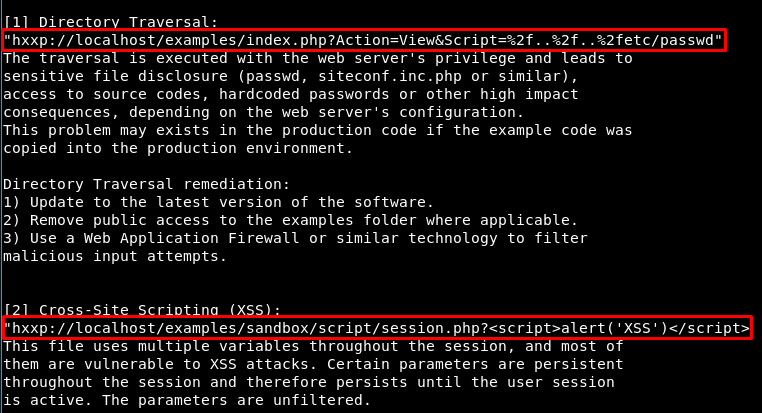 [1] Directory Traversal:
"hxxp://localhost/examples/index.php?Action=View&Script=%2f..%2f..%2fetc/passwd"
The traversal is executed with the web server's privilege and leads to
sensitive file disclosure (passwd, siteconf.inc.php or similar),
access to source codes, hardcoded passwords or other high impact
consequences, depending on the web server's configuration.
This problem may exists in the production code if the example code was
copied into the production environment.
Directory Traversal remediation:
1) Update to the latest version of the software.
2) Remove public access to the examples folder where applicable.
3) Use a Web Application Firewall or similar technology to filter
malicious input attempts.
[2] Cross-Site Scripting (XSS):
"hxxp://localhost/examples/sandbox/script/session.php?<script>alert('XSS')</script>
This file uses multiple variables throughout the session, and most of
them are vulnerable to XSS attacks. Certain parameters are persistent
throughout the session and therefore persists until the user session
is active. The parameters are unfiltered.